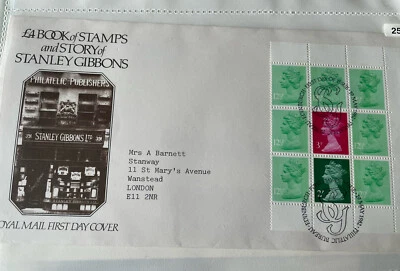 £4 BOOK of STAMPS
and STORY of
STANLEY GIBBONS
25
PHILATELIC PUBLISHERS
STANLEY GIBBONS LTD
Mrs A Barnett
Stanway
11 St Mary's Avenue
Wanstead
LONDON
E11 2NR
ROYAL MAIL FIRST DAY COVER